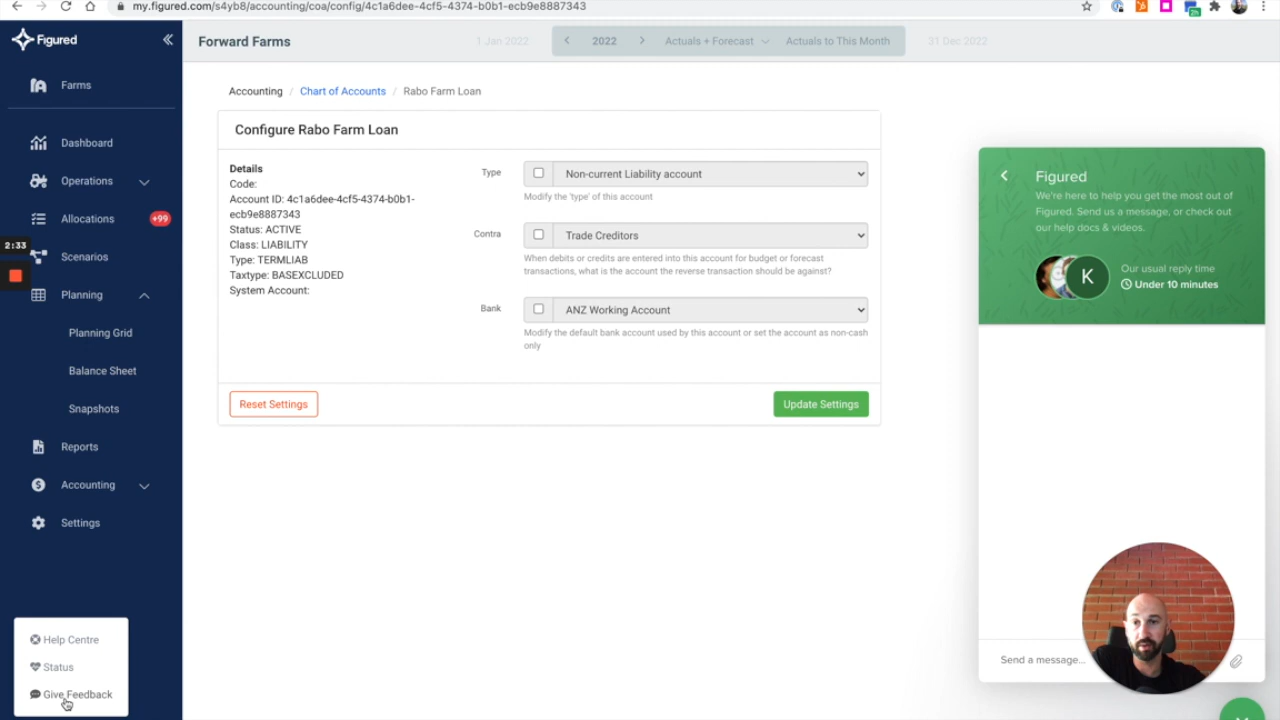 my.figured.com/s4yb8/accounting/coa/config/4c1a6dee-4cf5-4374-b0b1-ecb9e8887343
Figured
Forward Farms
1 Jan 2022
2022
Actuals + Forecast
Actuals to This Month
31 Dec 2022
Farms
Dashboard
Operations
Allocations
+99
2:33
Scenarios
Planning
Planning Grid
Balance Sheet
Snapshots
Reports
Accounting
Settings
Help Centre
Status
Give Feedback
Accounting / Chart of Accounts / Rabo Farm Loan
Configure Rabo Farm Loan
Details
Code:
Account ID: 4c1a6dee-4cf5-4374-b0b1-
ecb9e8887343
Status: ACTIVE
Class: LIABILITY
Type: TERMLIAB
Taxtype: BASEXCLUDED
System Account:
Type
Non-current Liability account
Modify the 'type' of this account
Contra
Trade Creditors
When debits or credits are entered into this account for budget or forecast
transactions, what is the account the reverse transaction should be against?
Bank
ANZ Working Account
Modify the default bank account used by this account or set the account as non-cash
only
Reset Settings
Update Settings
Figured
We're here to help you get the most out of
Figured. Send us a message, or check out
our help docs & videos.
K
Our usual reply time
Under 10 minutes
Send a message...